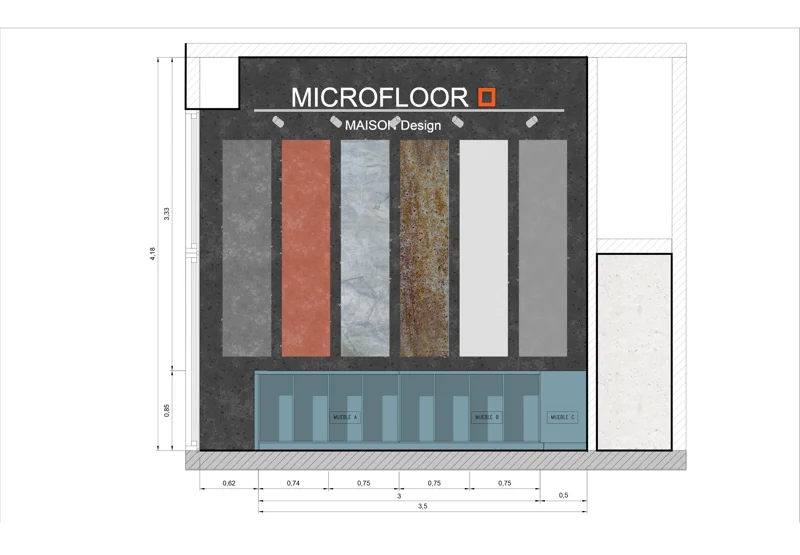 MICROFLOOR
MAISON Design
3,33
4,18
0,85
MUEBLE A
MUEBLE B
MUEBLE C
0,62
0,74
0,75
0,75
0,75
0,5
3
3,5